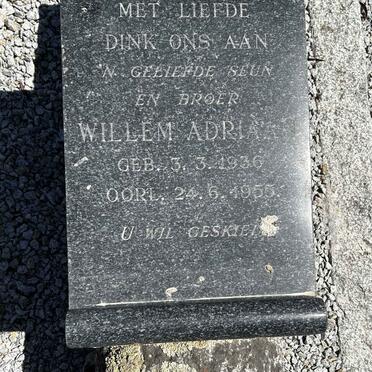 MET LIEFDE
DINK ONS AAN
'N GELIEFDE SEUN
EN BROER
WILLEM ADRIAAN
GEB. 3.3.1936
OORL. 24.6.1955.
U WIL GESKIED